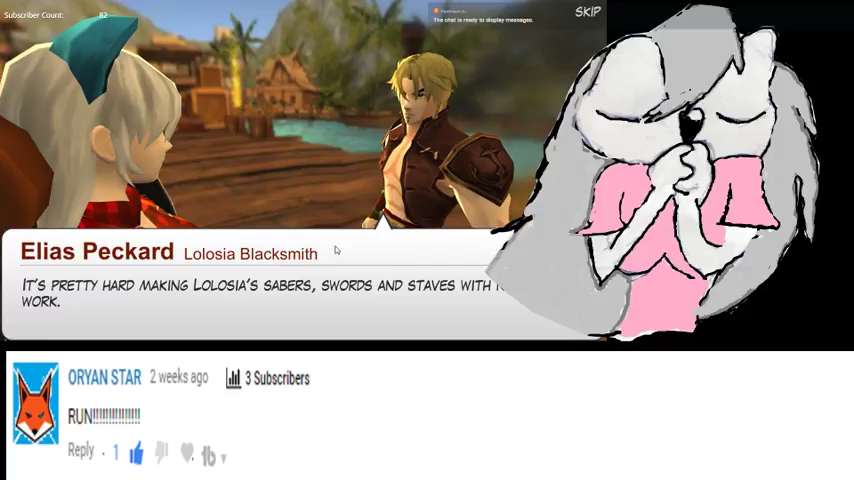 Subscriber Count: 82
The chat is ready to display messages.
SKIP
Elias Peckard Lolosia Blacksmith
IT'S PRETTY HARD MAKING LOLOSIA'S SABERS, SWORDS AND STAVES WITH
WORK.
ORYAN STAR 2 weeks ago 3 Subscribers
RUN!!!!!!!!!!!!!!!
Reply · 1